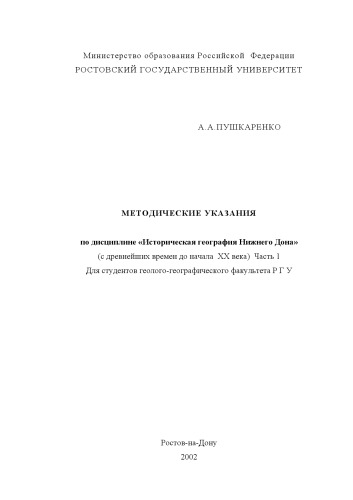 Министерство образования Российской Федерации
РОСТОВСКИЙ ГОСУДАРСТВЕННЫЙ УНИВЕРСИТЕТ
А.А.ПУШКАРЕНКО
МЕТОДИЧЕСКИЕ УКАЗАНИЯ
по дисциплине «Историческая география Нижнего Дона»
(с древнейших времен до начала XX века) Часть 1
Для студентов геолого-географического факультета Р Г У
Ростов-на-Дону
2002